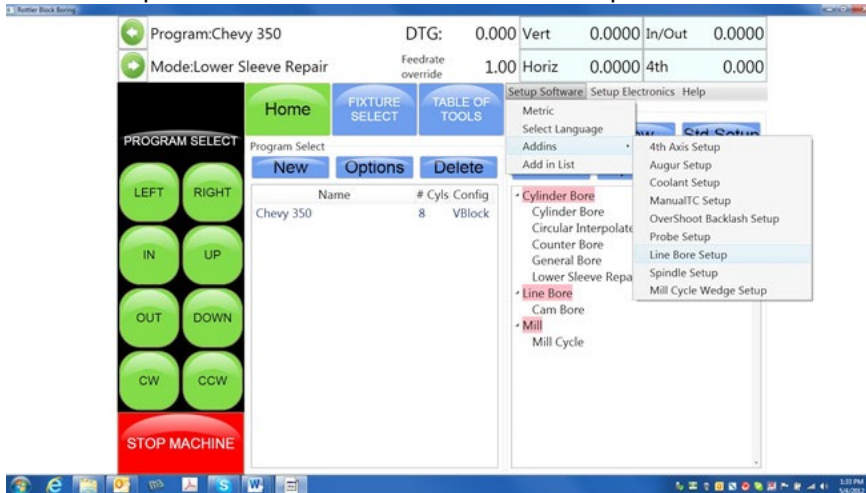 Rottler Block Boring
Program:Chevy 350
DTG: 0.000
Vert 0.0000
In/Out 0.0000
Mode:Lower Sleeve Repair
Feedrate override 1.00
Horiz 0.0000
4th 0.000
Home
FIXTURE SELECT
TABLE OF TOOLS
Setup Software
Setup Electronics
Help
Metric
Select Language
Addins
Add in List
Std Setup
4th Axis Setup
Augur Setup
Coolant Setup
ManualTC Setup
OverShoot Backlash Setup
Probe Setup
Line Bore Setup
Spindle Setup
Mill Cycle Wedge Setup
PROGRAM SELECT
LEFT
RIGHT
IN
UP
OUT
DOWN
CW
CCW
STOP MACHINE
Program Select
New
Options
Delete
Name
# Cyls
Config
Chevy 350
8
VBlock
Cylinder Bore
Cylinder Bore
Circular Interpolate
Counter Bore
General Bore
Lower Sleeve Repa
Line Bore
Cam Bore
Mill
Mill Cycle
3:33 PM